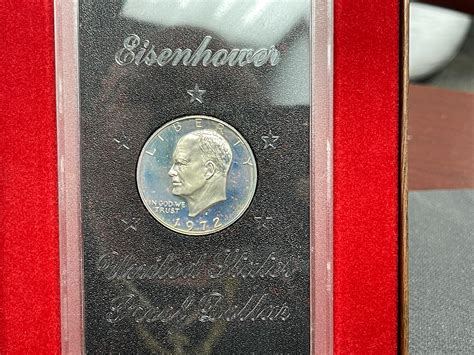 Eisenhower
LIBERTY
IN GOD WE
TRUST
1972
United States
Proof Dollar